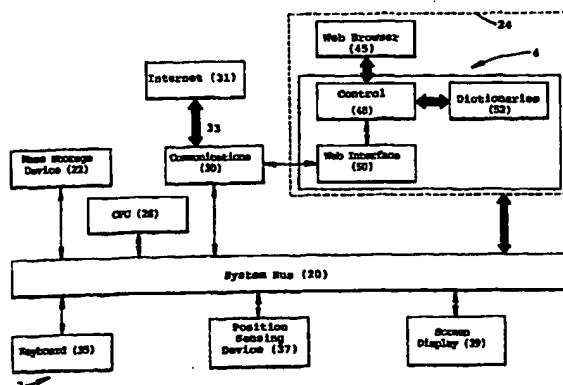 24
Web Browser
(45)
4
Internet (31)
Control
(48)
Dictionaries
(52)
33
Communications
(30)
Web Interface
(50)
Mass Storage
Device (22)
CPU (26)
System Bus (20)
Keyboard (35)
Position
Sensing
Device (37)
Screen
Display (39)